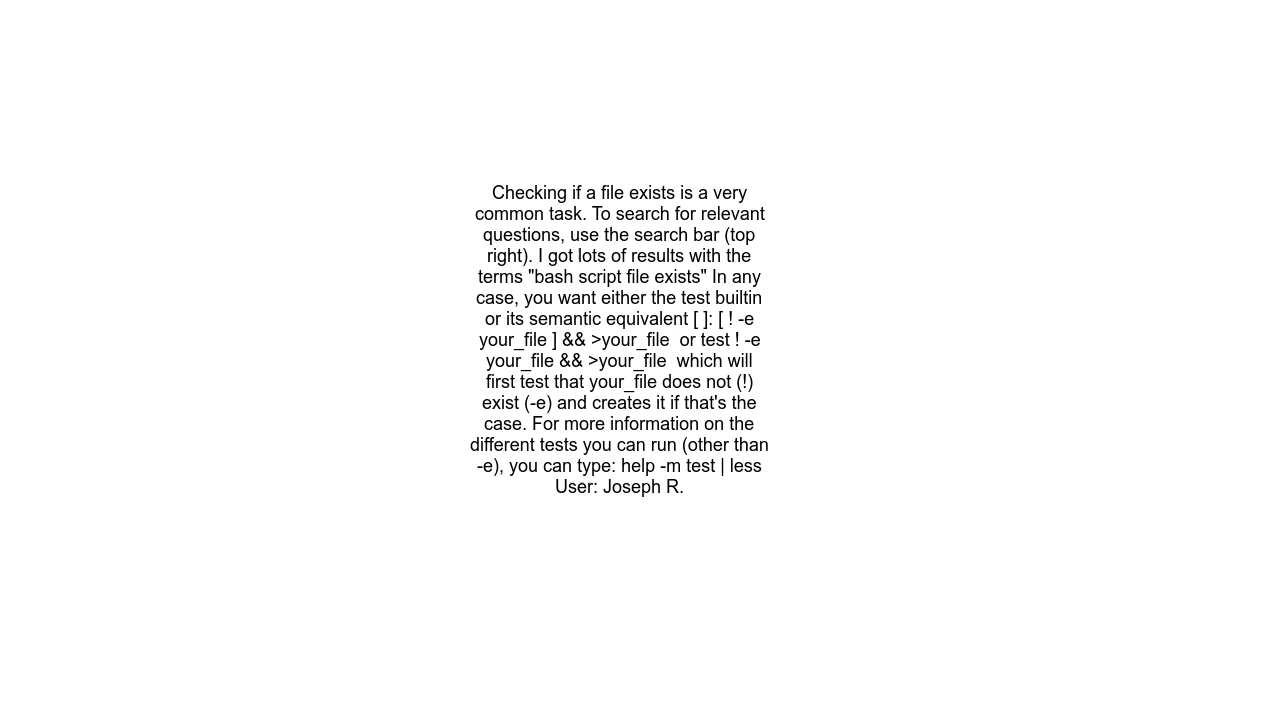 Checking if a file exists is a very
common task. To search for relevant
questions, use the search bar (top
right). I got lots of results with the
terms "bash script file exists" In any
case, you want either the test builtin
or its semantic equivalent [ ]: [ ! -e
your_file ] && >your_file  or test ! -e
your_file && >your_file  which will
first test that your_file does not (!)
exist (-e) and creates it if that's the
case. For more information on the
different tests you can run (other than
-e), you can type: help -m test | less
User: Joseph R.